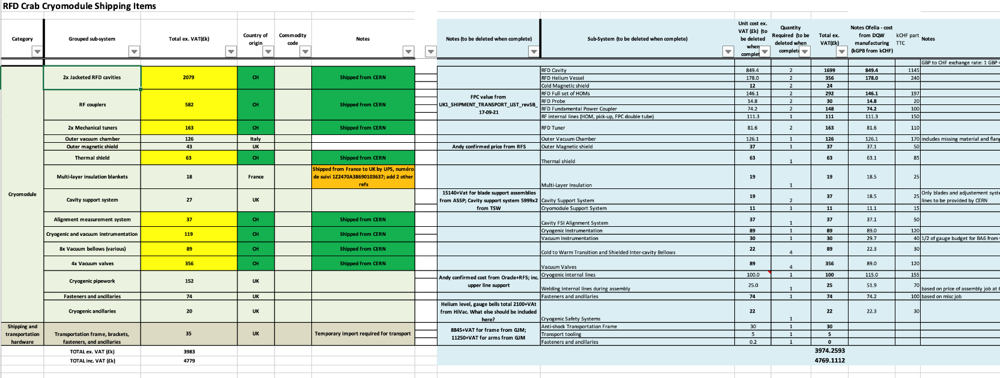 RFD Crab Cryomodule Shipping Items
Category	Grouped sub-system	Total ex. VAT(£k)	Country of origin	Commodity code	Notes	Notes (to be deleted when complete)	Sub-System (to be deleted when complete)	Unit cost ex. VAT (£k) (to be deleted when complet	Quantity Required (to be deleted when complet	Total ex. VAT(£k)	Notes Ofelia - cost from DQW manufacturing (kGPB from kCHF)	kCHF part TTC	Notes
GBP to CHF exchange rate: 1 GBP =
Cryomodule
2x Jacketed RFD cavities	2079	CH	Shipped from CERN
RFD Cavity	849.4	2	1699	849.4	1145
RFD Helium Vessel	178.0	2	356	178.0	240
Cold Magnetic shield	12	2	24
RF couplers	582	CH	Shipped from CERN	FPC value from UK1_SHIPMENT_TRANSPORT_LIST_revSB_17-09-21
RFD Full set of HOMs	146.1	2	292	146.1	197
RFD Probe	14.8	2	30	14.8	20
RFD Fundamental Power Coupler	74.2	2	148	74.2	100
RF internal lines (HOM, pick-up, FPC double tube)	111.3	1	111	111.3	150
2x Mechanical tuners	163	CH	Shipped from CERN	RFD Tuner	81.6	2	163	81.6	110
Outer vacuum chamber	126	Italy	Outer Vacuum Chamber	126.1	1	126	126.1	170	includes missing material and flang
Outer magnetic shield	43	UK	Andy confirmed price from RFS	Outer Magnetic shield	37	1	37	37.1	50
Thermal shield	63	CH	Shipped from CERN	Thermal shield	63	1	63	63.1	85
Multi-layer insulation blankets	18	France	Shipped from France to UK by UPS, numéro de suivi 1Z2470A38690103637; add 2 other refs	Multi-Layer Insulation	19	1	19	18.5	25
Cavity support system	27	UK	15140+Vat for blade support assemblies from ASSP; Cavity support system 5999x2 from TSW
Cavity Support System	19	2	37	18.5	25	Only blades and adjustement syste
lines to be provided by CERN
Cryomodule Support System	11	1	11	11.1	15
Alignment measurement system	37	CH	Shipped from CERN	Cavity FSI Alignment System	37	1	37	37.1	50
Cryogenic and vacuum instrumentation	119	CH	Shipped from CERN
Cryogenic Instrumentation	89	1	89	89.0	120
Vacuum Instrumentation	30	1	30	29.7	40	1/2 of gauge budget for BA6 from
8x Vacuum bellows (various)	89	CH	Shipped from CERN	Cold to Warm Transition and Shielded Inter-cavity Bellows	22	4	89	22.3	30
4x Vacuum valves	356	CH	Shipped from CERN	Vacuum Valves	89	4	356	89.0	120
Cryogenic pipework	152	UK	Andy confirmed cost from Oracle+RFS; inc. upper line support
Cryogenic internal lines	100.0	1	100	115.0	155
Welding internal lines during assembly	25.0	1	25	51.9	70	based on price of assembly job at
Fasteners and ancillaries	74	UK	Fasteners and ancillaries	74	1	74	74.2	100	based on misc job
Cryogenic ancillaries	20	UK	Helium level, gauge bells total 2100+VAt from HiVac. What else should be included here?	Cryogenic Safety Systems	22	1	22	22.3	30
Shipping and transportation hardware
Transportation frame, brackets, fasteners, and ancillaries	35	UK	Temporary import required for transport	8845+VAT for frame from GJM; 11250+VAT for arms from GJM
Anti-shock Transportation Frame	30	1	30
Transport tooling	5	1	5
Fasteners and ancillaries	0.2	1	0
TOTAL ex. VAT (£k)	3983	3974.2593
TOTAL inc. VAT (£k)	4779	4769.1112